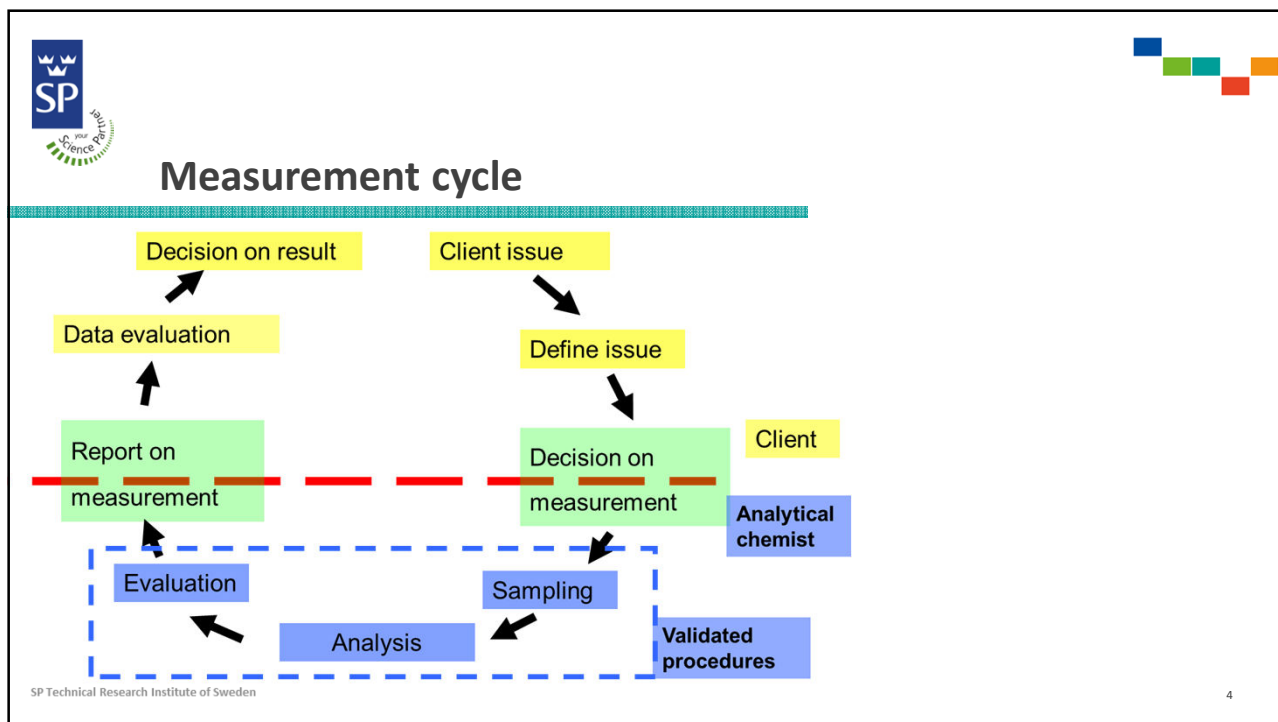 SP
your
Science Partner
Measurement cycle
Decision on result
Client issue
Data evaluation
Define issue
Report on
measurement
Decision on
measurement
Client
Analytical
chemist
Evaluation
Sampling
Analysis
Validated
procedures
SP Technical Research Institute of Sweden
4